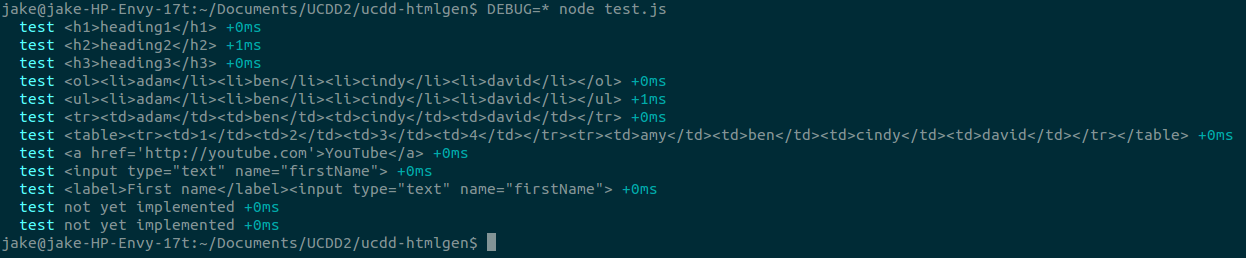 jake@jake-HP-Envy-17t:~/Documents/UCDD2/ucdd-htmlgen$ DEBUG=* node test.js
test <h1>heading1</h1> +0ms
test <h2>heading2</h2> +1ms
test <h3>heading3</h3> +0ms
test <ol><li>adam</li><li>ben</li><li>cindy</li><li>david</li></ol> +0ms
test <ul><li>adam</li><li>ben</li><li>cindy</li><li>david</li></ul> +1ms
test <tr><td>adam</td><td>ben</td><td>cindy</td><td>david</td></tr> +0ms
test <table><tr><td>1</td><td>2</td><td>3</td><td>4</td></tr><tr><td>amy</td><td>ben</td><td>cindy</td><td>david</td></tr></table> +0ms
test <a href='http://youtube.com'>YouTube</a> +0ms
test <input type="text" name="firstName"> +0ms
test <label>First name</label><input type="text" name="firstName"> +0ms
test not yet implemented +0ms
test not yet implemented +0ms
jake@jake-HP-Envy-17t:~/Documents/UCDD2/ucdd-htmlgen$